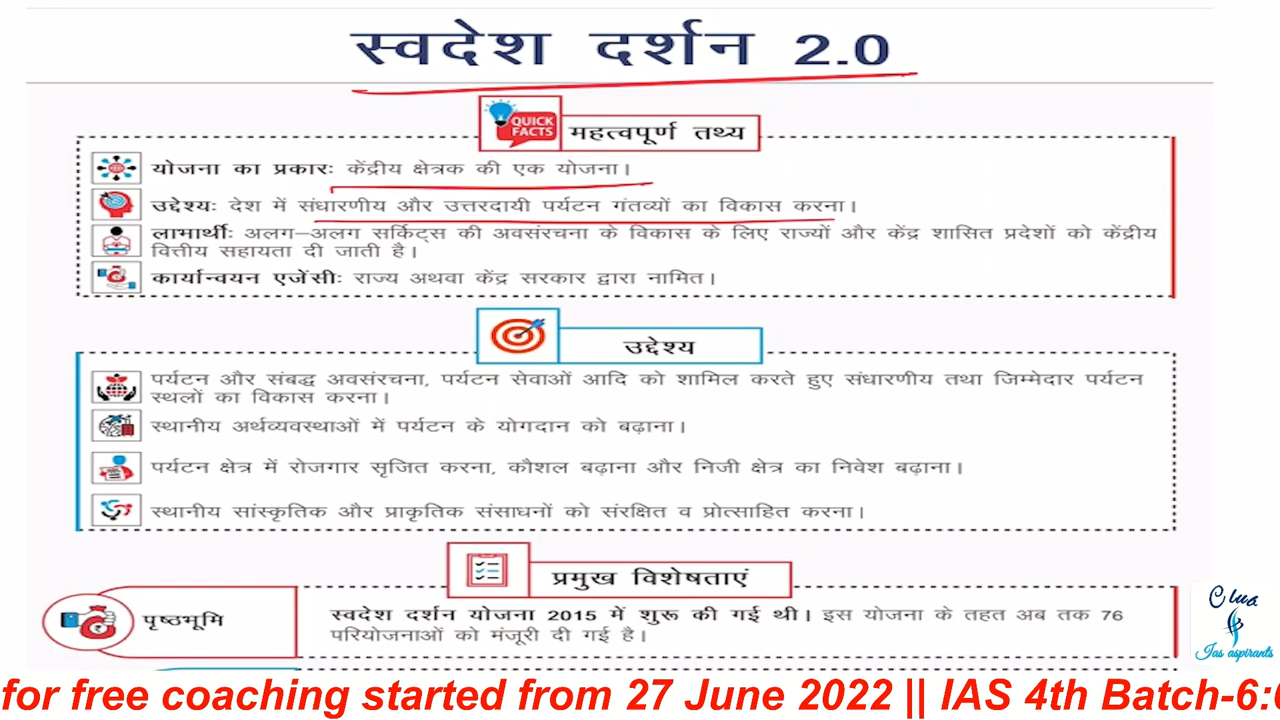 स्वदेश दर्शन 2.0
QUICK
FACTS
महत्वपूर्ण तथ्य
योजना का प्रकारः केंद्रीय क्षेत्रक की एक योजना।
उद्देश्यः देश में संधारणीय और उत्तरदायी पर्यटन गंतव्यों का विकास करना।
लाभार्थीः अलग–अलग सर्किट्स की अवसंरचना के विकास के लिए राज्यों और केंद्र शासित प्रदेशों को केंद्रीय
वित्तीय सहायता दी जाती है।
कार्यान्वयन एजेंसीः राज्य अथवा केंद्र सरकार द्वारा नामित।
उद्देश्य
पर्यटन और संबद्ध अवसंरचना, पर्यटन सेवाओं आदि को शामिल करते हुए संधारणीय तथा जिम्मेदार पर्यटन
स्थलों का विकास करना।
स्थानीय अर्थव्यवस्थाओं में पर्यटन के योगदान को बढ़ाना।
पर्यटन क्षेत्र में रोजगार सृजित करना, कौशल बढ़ाना और निजी क्षेत्र का निवेश बढ़ाना।
स्थानीय सांस्कृतिक और प्राकृतिक संसाधनों को संरक्षित व प्रोत्साहित करना।
प्रमुख विशेषताएं
पृष्ठभूमि
स्वदेश दर्शन योजना 2015 में शुरू की गई थी। इस योजना के तहत अब तक 76
परियोजनाओं को मंजूरी दी गई है।
Ias aspirants
for free coaching started from 27 June 2022 || IAS 4th Batch-6: